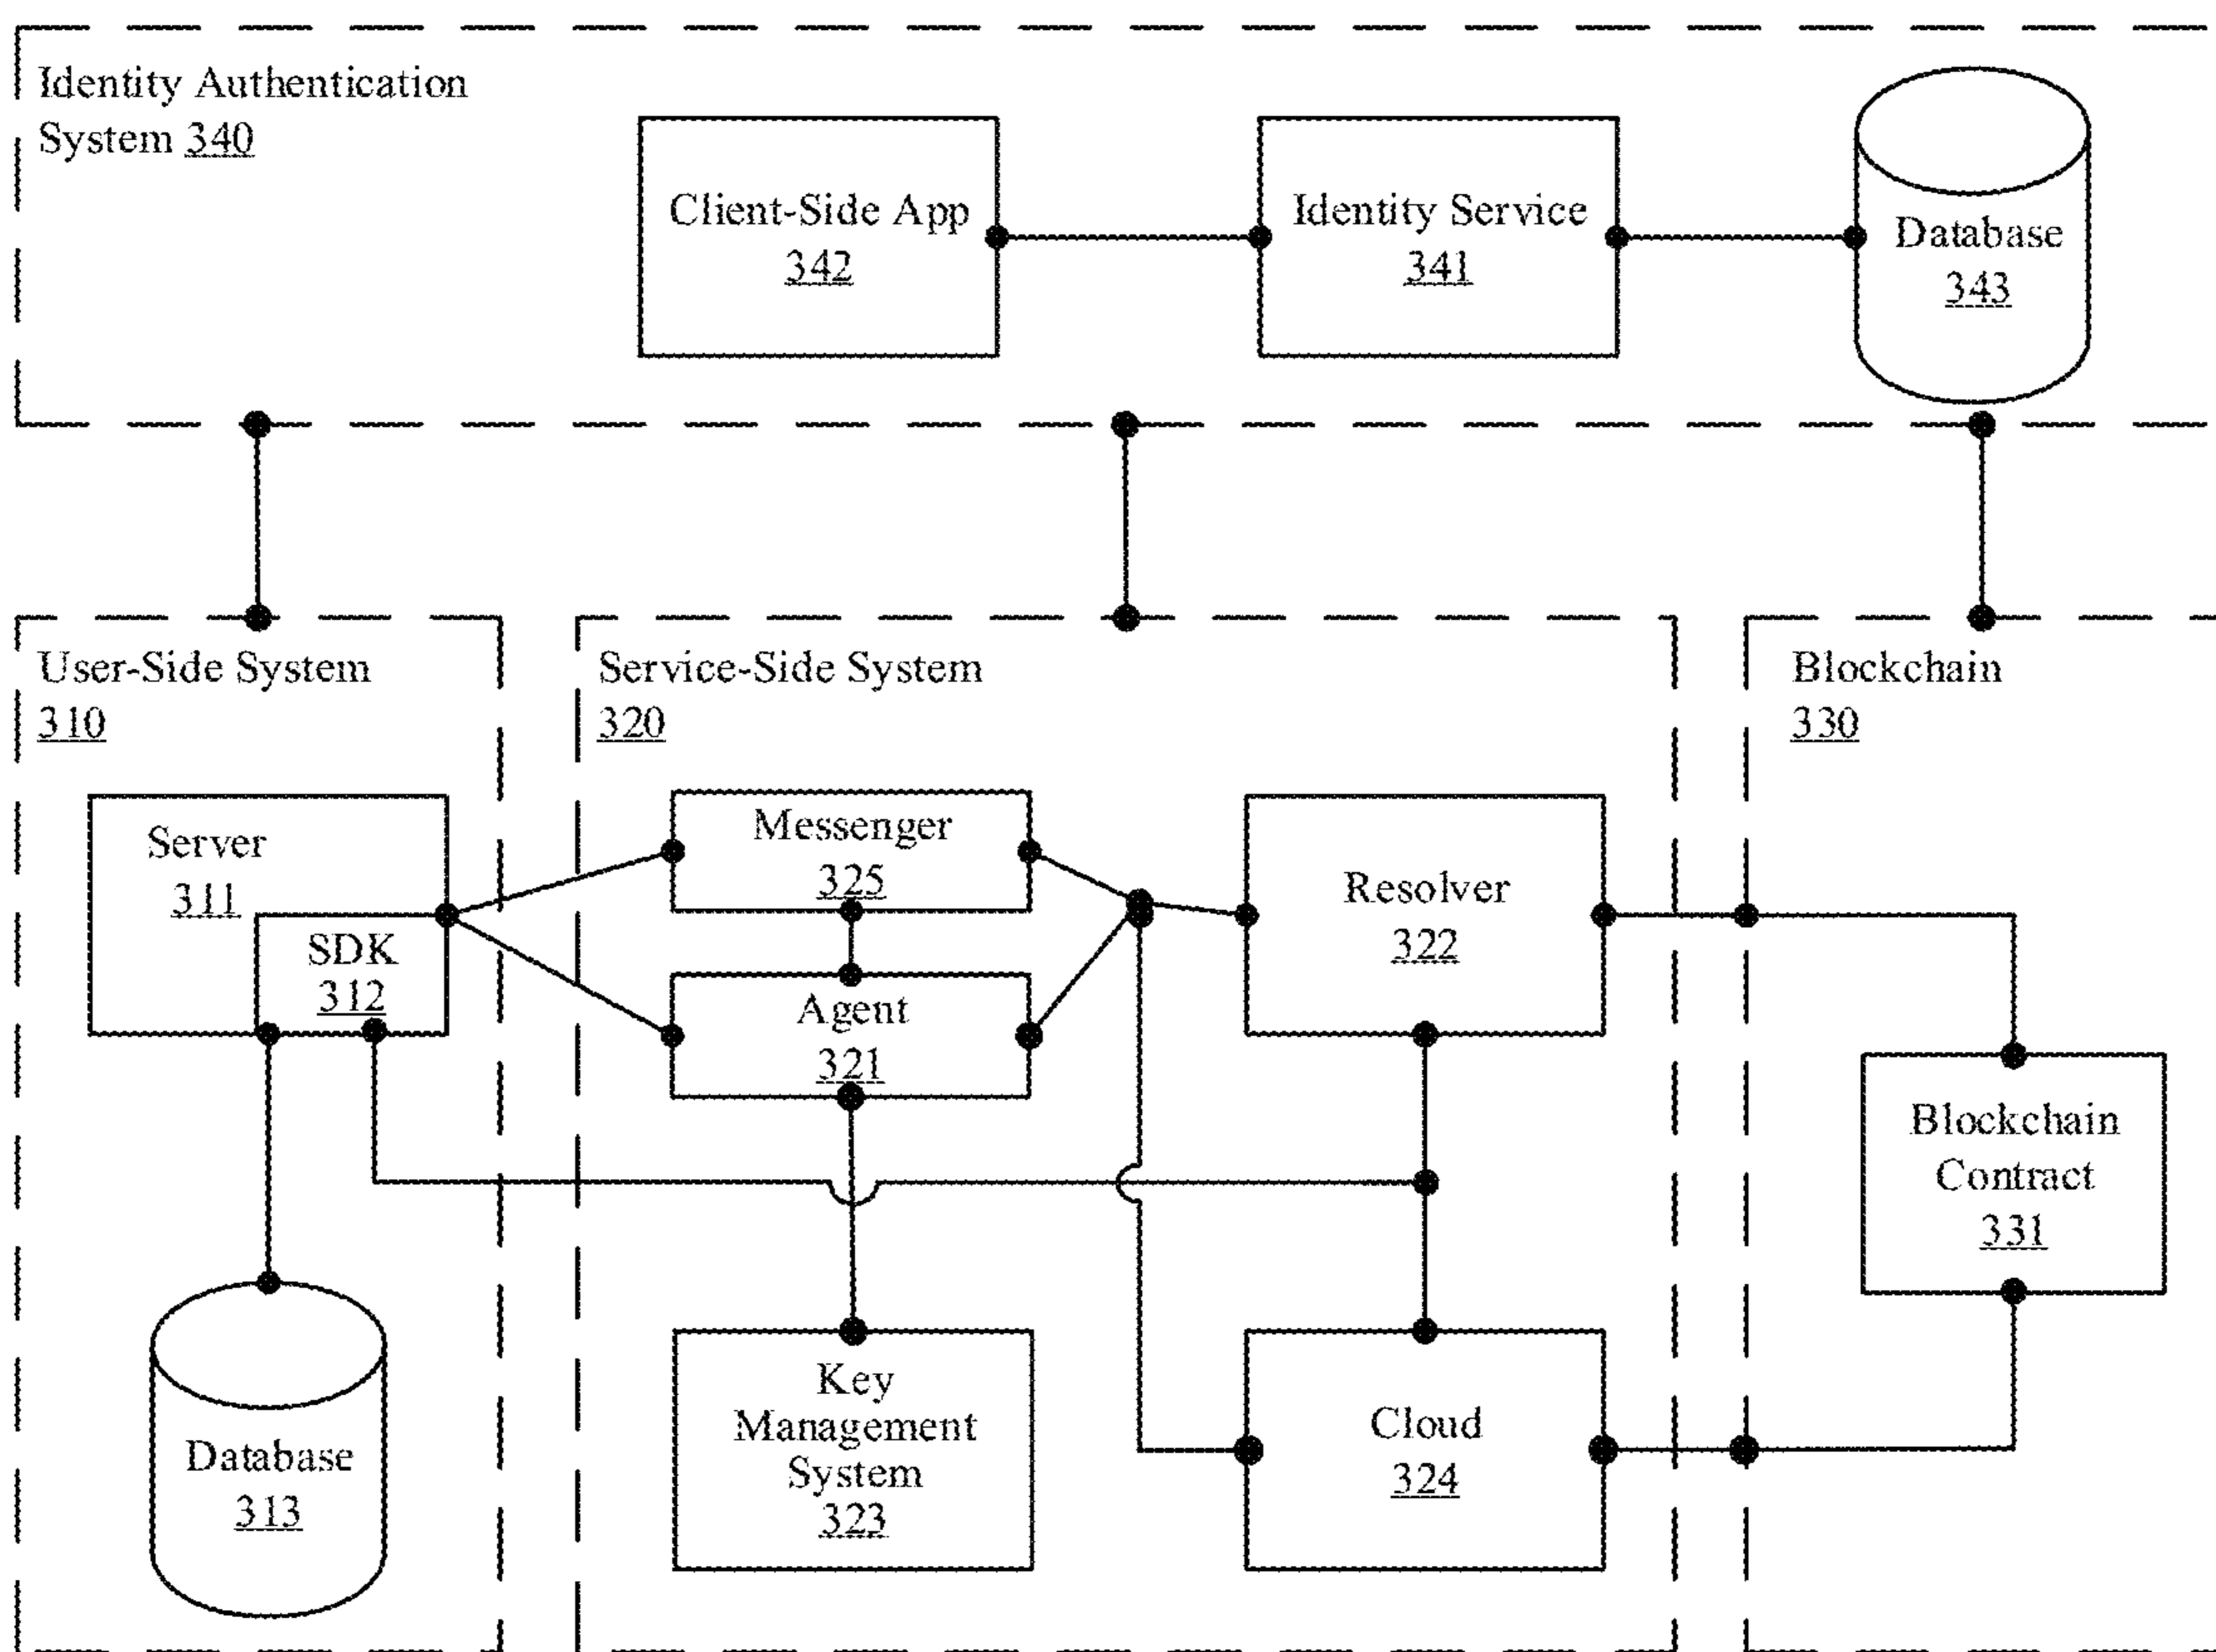 Identity Authentication
System 340
Client-Side App
342
Identity Service
341
Database
343
User-Side System
310
Server
311
SDK
312
Database
313
Service-Side System
320
Messenger
325
Agent
321
Key
Management
System
323
Resolver
322
Cloud
324
Blockchain
330
Blockchain
Contract
331